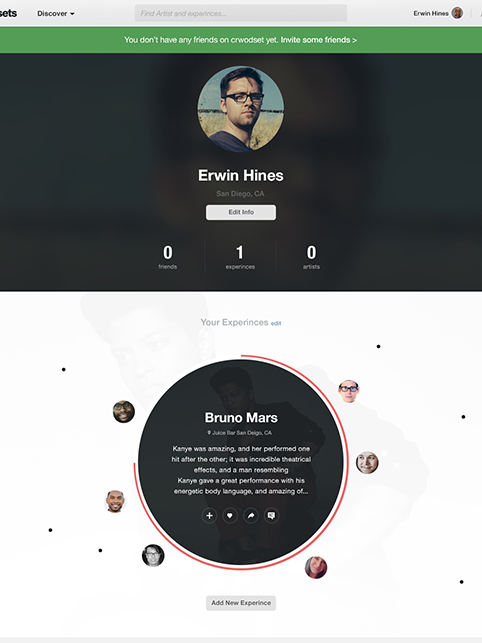 sets Discover Find Artist and experinces... Erwin Hines
You don't have any friends on crwodset yet. Invite some friends >
Erwin Hines
San Diego, CA
Edit Info
0 1 0
friends experinces artists
Your Experinces edit
Bruno Mars
Juice Bar San Deigo, CA
Kanye was amazing, and her performed one
hit after the other; it was incredible theatrical
effects, and a man resembling
Kanye gave a great performance with his
energetic body language, and amazing of...
Add New Experince